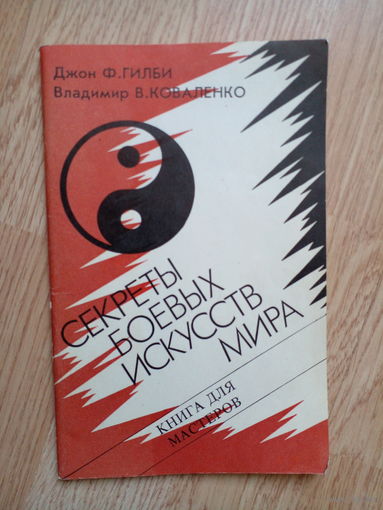 Джон Ф.ГИЛБИ
Владимир В.КОВАЛЕНКО
СЕКРЕТЫ
БОЕВЫХ
ИСКУССТВ
МИРА
КНИГА ДЛЯ
МАСТЕРОВ